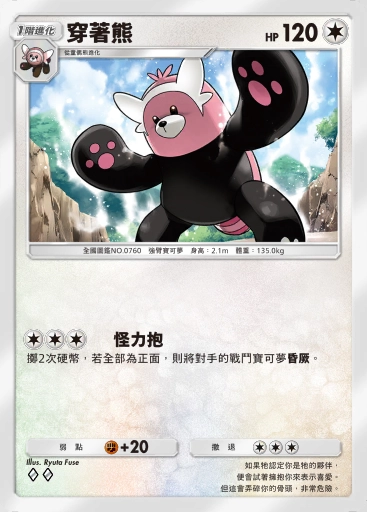 1階進化 穿著熊 HP 120
從童偶熊進化
全國圖鑑NO.0760 強臂寶可夢 身高：2.1m 體重：135.0kg
怪力抱
擲2次硬幣，若全部為正面，則將對手的戰鬥寶可夢昏厥。
弱點 +20 撤退
Illus. Ryuta Fuse
如果牠認定你是牠的夥伴，
便會試著擁抱你來表示喜愛。
但這會弄碎你的骨頭，非常危險。